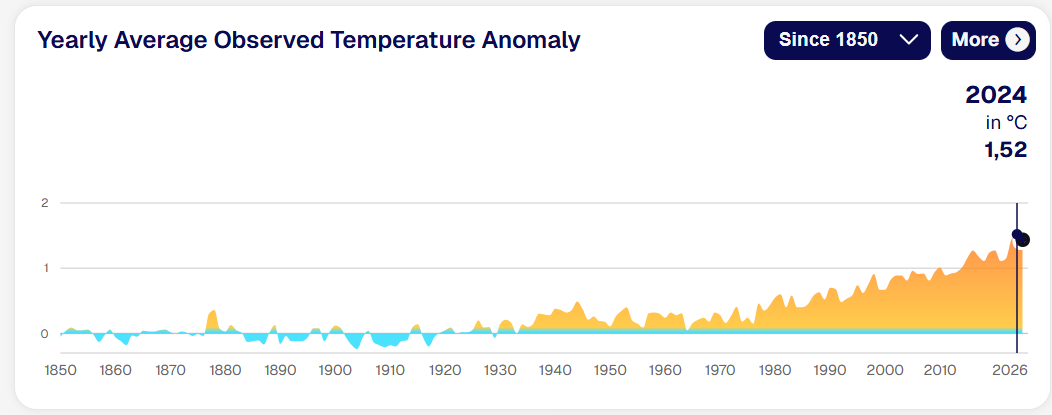 Yearly Average Observed Temperature Anomaly
Since 1850
More
2024
in °C
1,52
2
1
0
1850 1860 1870 1880 1890 1900 1910 1920 1930 1940 1950 1960 1970 1980 1990 2000 2010 2026